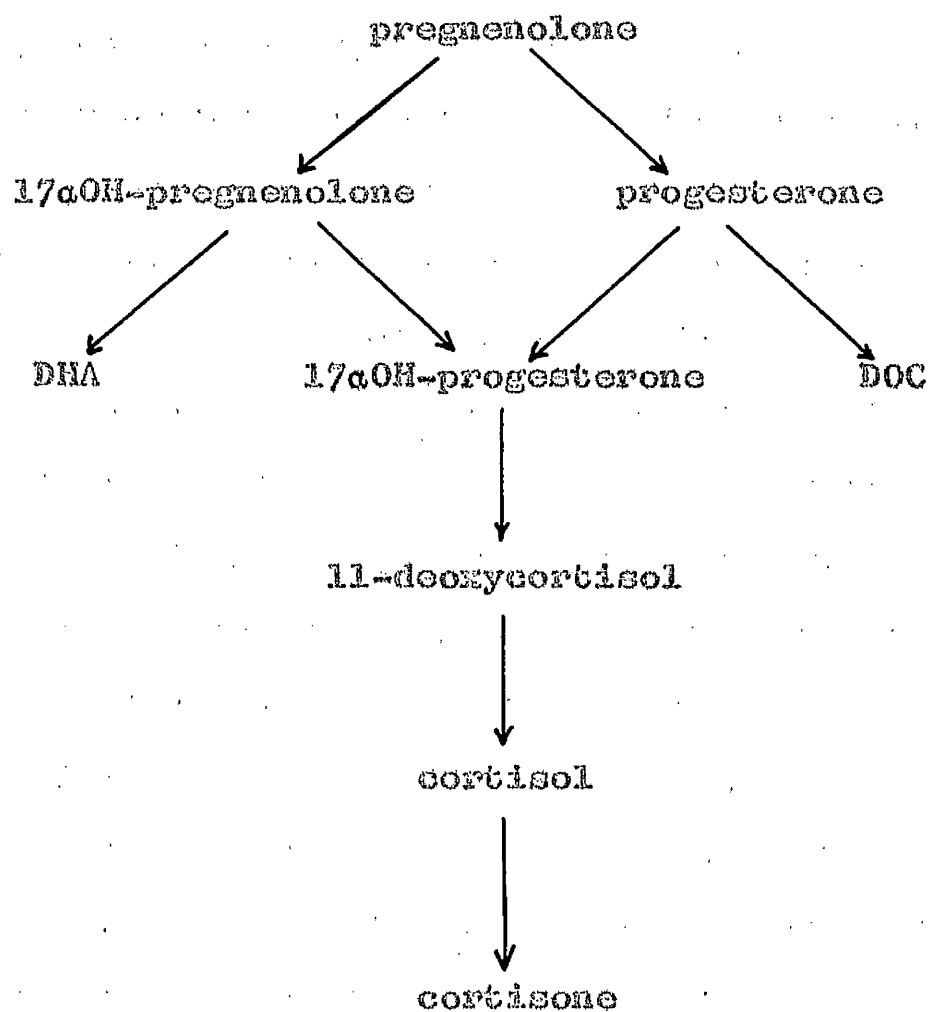 pregnenolone
17αOH-pregnenolone progesterone
DHA 17αOH-progesterone DOC
11-deoxycortisol
cortisol
cortisone